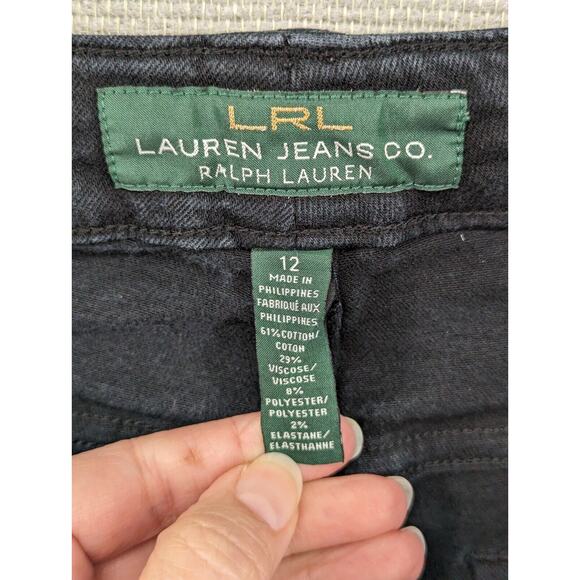 LRL
LAUREN JEANS CO.
RALPH LAUREN
12
MADE IN
PHILIPPINES
FABRIQUÉ AUX
PHILIPPINES
61% COTTON/
COTON
29%
VISCOSE/
VISCOSE
8%
POLYESTER/
POLYESTER
2%
ELASTANE/
ELASTHANNE